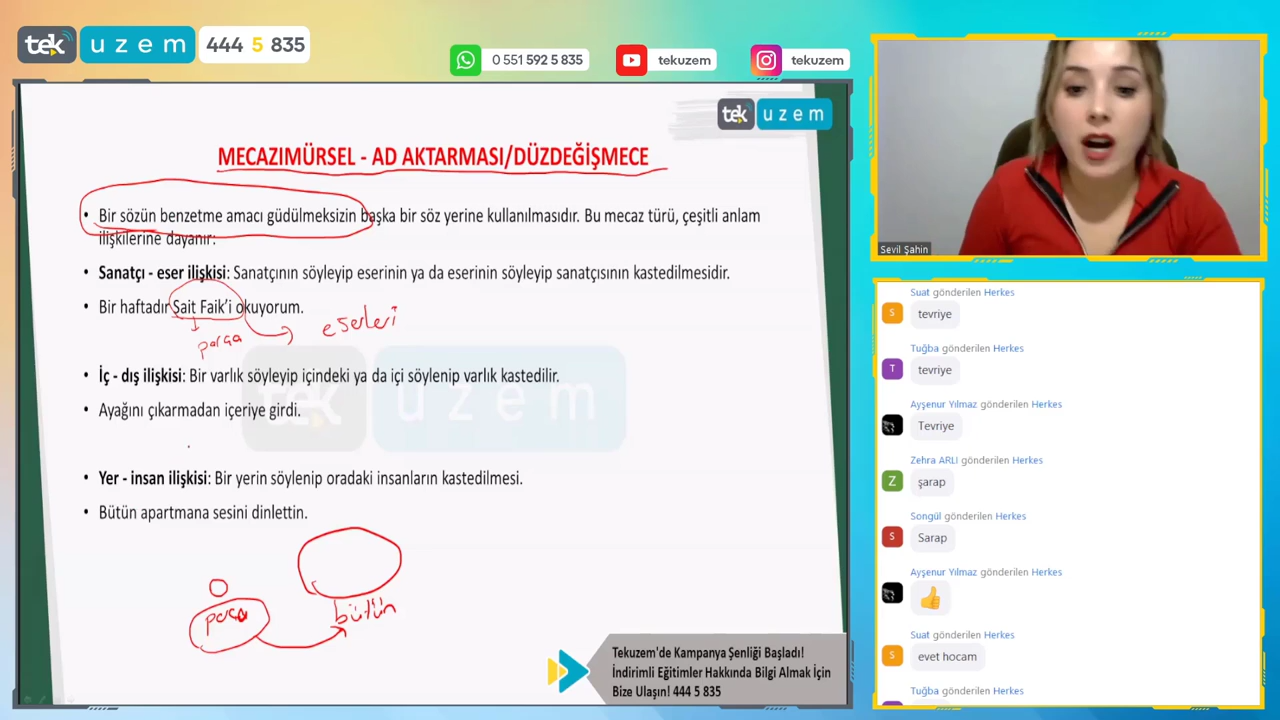 tek uzem 444 5 835
0 551 592 5 835
tekuzem
tekuzem
tek uzem
MECAZIMÜRSEL - AD AKTARMASI/DÜZDEĞİŞMECE
• Bir sözün benzetme amacı güdülmeksizin başka bir söz yerine kullanılmasıdır. Bu mecaz türü, çeşitli anlam
ilişkilerine dayanır:
• Sanatçı - eser ilişkisi: Sanatçının söyleyip eserinin ya da eserinin söyleyip sanatçısının kastedilmesidir.
• Bir haftadır Sait Faik’i okuyorum.
eserleri
parça
tek uzem
• İç - dış ilişkisi: Bir varlık söyleyip içindeki ya da içi söylenip varlık kastedilir.
• Ayağını çıkarmadan içeriye girdi.
• Yer - insan ilişkisi: Bir yerin söylenip oradaki insanların kastedilmesi.
• Bütün apartmana sesini dinlettin.
parça
bütün
Tekuzem'de Kampanya Şenliği Başladı!
İndirimli Eğitimler Hakkında Bilgi Almak İçin
Bize Ulaşın! 444 5 835
Sevil Şahin
Suat gönderilen Herkes
S tevriye
Tuğba gönderilen Herkes
T tevriye
Ayşenur Yılmaz gönderilen Herkes
Tevriye
Zehra ARLI gönderilen Herkes
Z şarap
Songül gönderilen Herkes
S Sarap
Ayşenur Yılmaz gönderilen Herkes
👍
Suat gönderilen Herkes
S evet hocam
Tuğba gönderilen Herkes